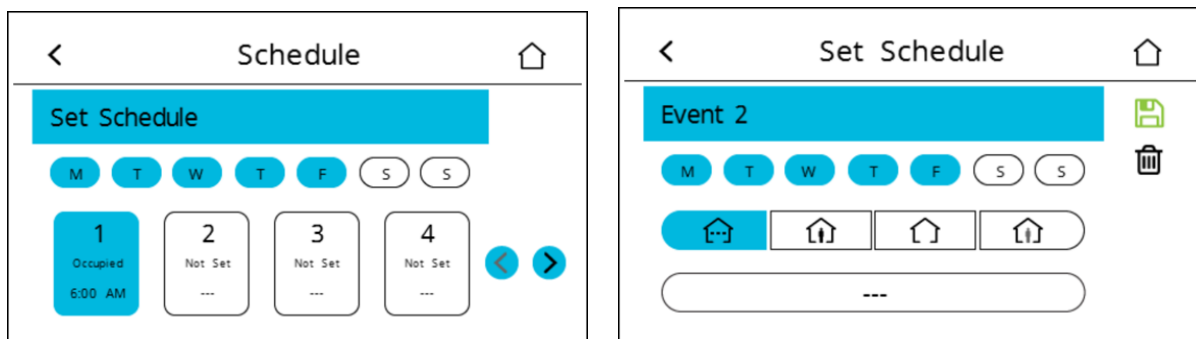 Schedule
Set Schedule
M T W T F S S
1 2 3 4
Occupied Not Set Not Set Not Set
6:00 AM --- --- ---
Set Schedule
Event 2
M T W T F S S
---